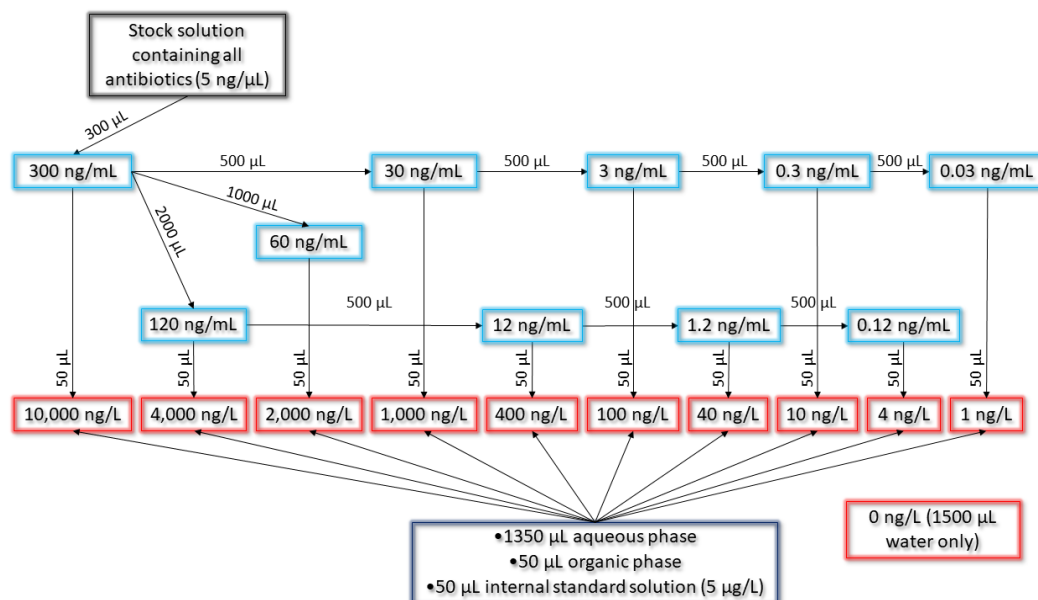 Stock solution
containing all
antibiotics (5 ng/µL)
300 µL
300 ng/mL
500 µL
30 ng/mL
500 µL
3 ng/mL
500 µL
0.3 ng/mL
500 µL
0.03 ng/mL
2000 µL
1000 µL
60 ng/mL
120 ng/mL
500 µL
12 ng/mL
500 µL
1.2 ng/mL
500 µL
0.12 ng/mL
50 µL
50 µL
50 µL
50 µL
50 µL
50 µL
50 µL
50 µL
50 µL
50 µL
10,000 ng/L
4,000 ng/L
2,000 ng/L
1,000 ng/L
400 ng/L
100 ng/L
40 ng/L
10 ng/L
4 ng/L
1 ng/L
•1350 µL aqueous phase
•50 µL organic phase
•50 µL internal standard solution (5 µg/L)
0 ng/L (1500 µL
water only)